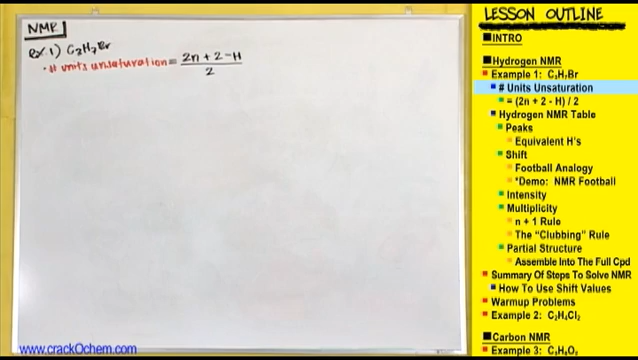 NMR
ex. 1) C3H7Br
• # units unsaturation = 2n + 2 - H
2
www.crackOchem.com
LESSON OUTLINE
INTRO
Hydrogen NMR
Example 1: C3H7Br
# Units Unsaturation
= (2n + 2 - H) / 2
Hydrogen NMR Table
Peaks
Equivalent H's
Shift
Football Analogy
*Demo: NMR Football
Intensity
Multiplicity
n + 1 Rule
The "Clubbing" Rule
Partial Structure
Assemble Into The Full Cpd
Summary Of Steps To Solve NMR
How To Use Shift Values
Warmup Problems
Example 2: C2H4Cl2
Carbon NMR
Example 3: